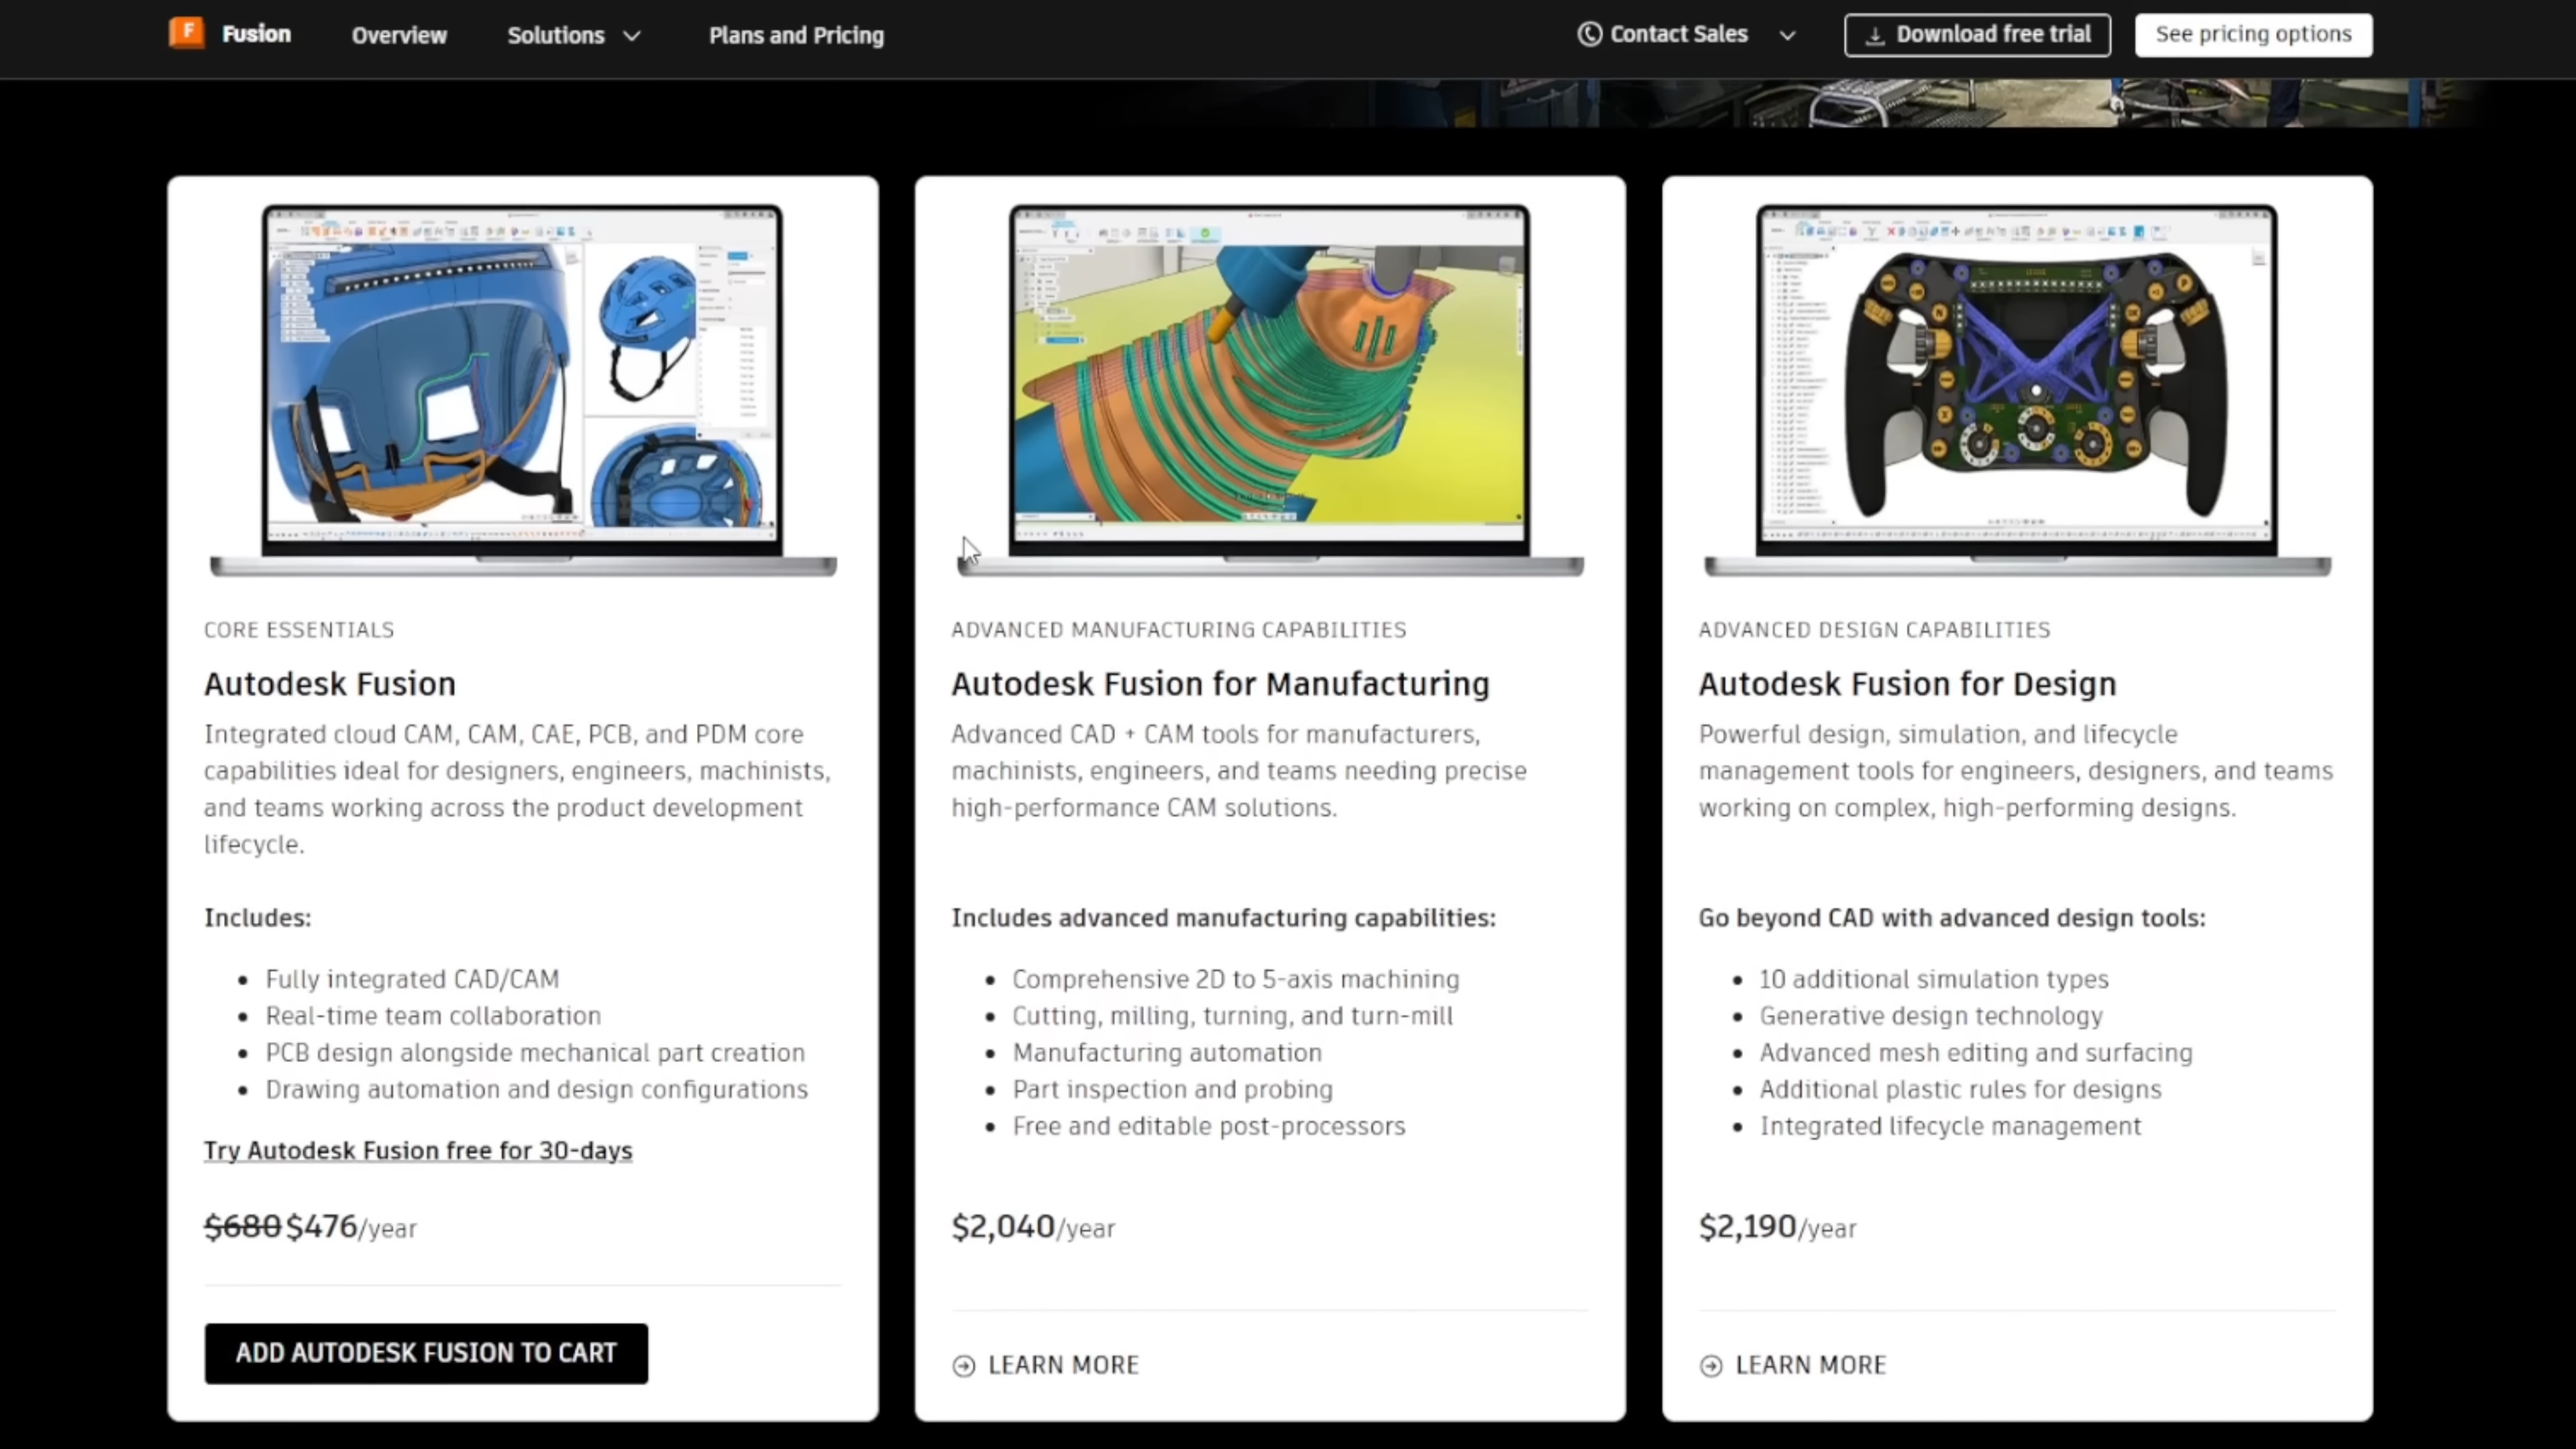 Fusion
Overview
Solutions
Plans and Pricing
Contact Sales
Download free trial
See pricing options
CORE ESSENTIALS
Autodesk Fusion
Integrated cloud CAM, CAM, CAE, PCB, and PDM core
capabilities ideal for designers, engineers, machinists,
and teams working across the product development
lifecycle.
Includes:
• Fully integrated CAD/CAM
• Real-time team collaboration
• PCB design alongside mechanical part creation
• Drawing automation and design configurations
Try Autodesk Fusion free for 30-days
$680 $476/year
ADD AUTODESK FUSION TO CART
ADVANCED MANUFACTURING CAPABILITIES
Autodesk Fusion for Manufacturing
Advanced CAD + CAM tools for manufacturers,
machinists, engineers, and teams needing precise
high-performance CAM solutions.
Includes advanced manufacturing capabilities:
• Comprehensive 2D to 5-axis machining
• Cutting, milling, turning, and turn-mill
• Manufacturing automation
• Part inspection and probing
• Free and editable post-processors
$2,040/year
LEARN MORE
ADVANCED DESIGN CAPABILITIES
Autodesk Fusion for Design
Powerful design, simulation, and lifecycle
management tools for engineers, designers, and teams
working on complex, high-performing designs.
Go beyond CAD with advanced design tools:
• 10 additional simulation types
• Generative design technology
• Advanced mesh editing and surfacing
• Additional plastic rules for designs
• Integrated lifecycle management
$2,190/year
LEARN MORE